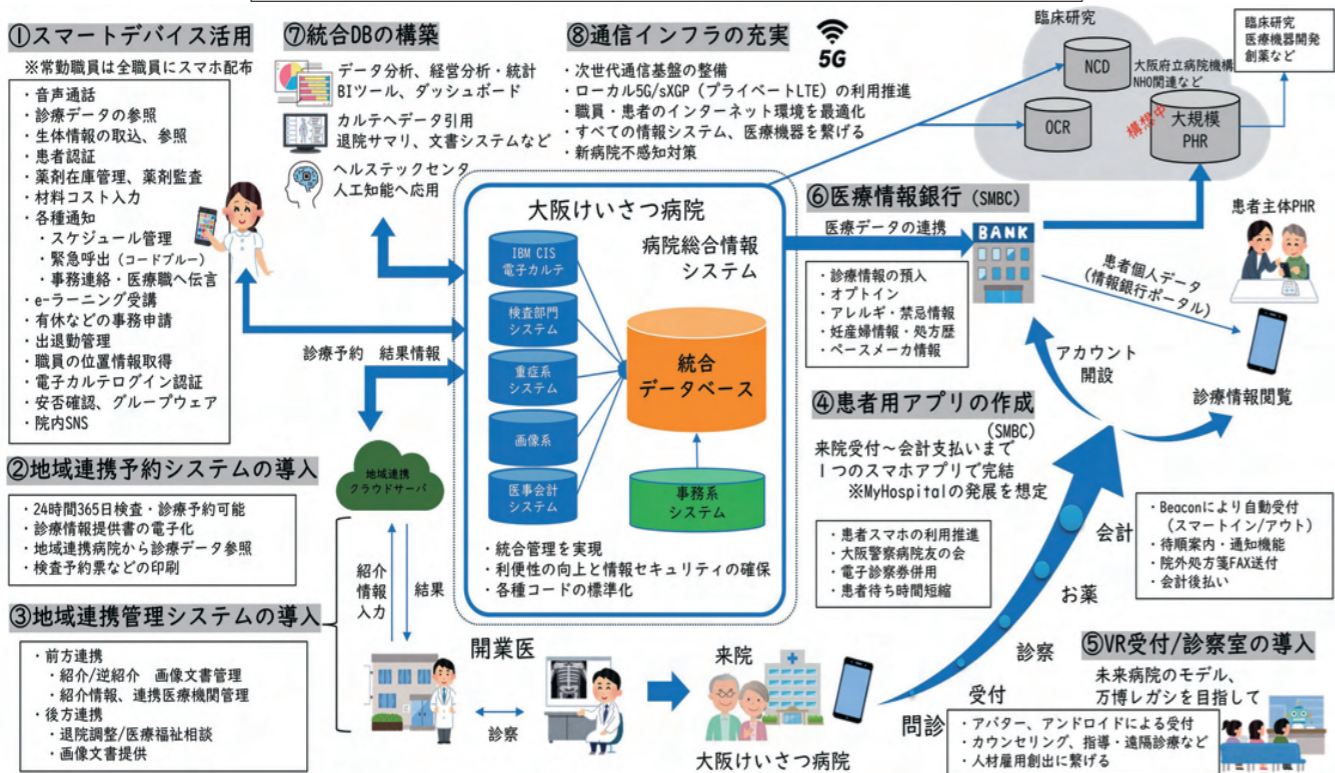 ①スマートデバイス活用
※常勤職員は全職員にスマホ配布
・音声通話
・診療データの参照
・生体情報の取込、参照
・患者認証
・薬剤在庫管理、薬剤監査
・材料コスト入力
・各種通知
・スケジュール管理
・緊急呼出（コードブルー）
・事務連絡・医療職へ伝言
・e-ラーニング受講
・有休などの事務申請
・出退勤管理
・職員の位置情報取得
・電子カルテログイン認証
・安否確認、グループウェア
・院内SNS
②地域連携予約システムの導入
・24時間365日検査・診療予約可能
・診療情報提供書の電子化
・地域連携病院から診療データ参照
・検査予約票などの印刷
③地域連携管理システムの導入
・前方連携
・紹介/逆紹介　画像文書管理
・紹介情報、連携医療機関管理
・後方連携
・退院調整/医療福祉相談
・画像文書提供
⑦統合DBの構築
データ分析、経営分析・統計
BIツール、ダッシュボード
カルテへデータ引用
退院サマリ、文書システムなど
ヘルステックセンタ
人工知能へ応用
診療予約　結果情報
地域連携
クラウドサーバ
紹介
情報
入力
結果
開業医
診察
⑧通信インフラの充実
5G
・次世代通信基盤の整備
・ローカル5G/sXGP（プライベートLTE）の利用推進
・職員・患者のインターネット環境を最適化
・すべての情報システム、医療機器を繋げる
・新病院不感知対策
大阪けいさつ病院
病院総合情報
システム
IBM CIS
電子カルテ
検査部門
システム
重症系
システム
画像系
医事会計
システム
統合
データベース
事務系
システム
・統合管理を実現
・利便性の向上と情報セキュリティの確保
・各種コードの標準化
臨床研究
NCD
大阪府立病院機構
NHO関連など
OCR
構想中
大規模
PHR
臨床研究
医療機器開発
創薬など
⑥医療情報銀行（SMBC）
医療データの連携
BANK
・診療情報の預入
・オプトイン
・アレルギ・禁忌情報
・妊産婦情報・処方歴
・ペースメーカ情報
患者主体PHR
患者個人データ
（情報銀行ポータル）
アカウント
開設
診療情報閲覧
④患者用アプリの作成
（SMBC）
来院受付～会計支払いまで
1つのスマホアプリで完結
※MyHospitalの発展を想定
・患者スマホの利用推進
・大阪警察病院友の会
・電子診察券併用
・患者待ち時間短縮
会計
お薬
診察
受付
問診
・Beaconにより自動受付
（スマートイン/アウト）
・待順案内・通知機能
・院外処方箋FAX送付
・会計後払い
来院
大阪けいさつ病院
⑤VR受付/診察室の導入
未来病院のモデル、
万博レガシを目指して
・アバター、アンドロイドによる受付
・カウンセリング、指導・遠隔診療など
・人材雇用創出に繋げる